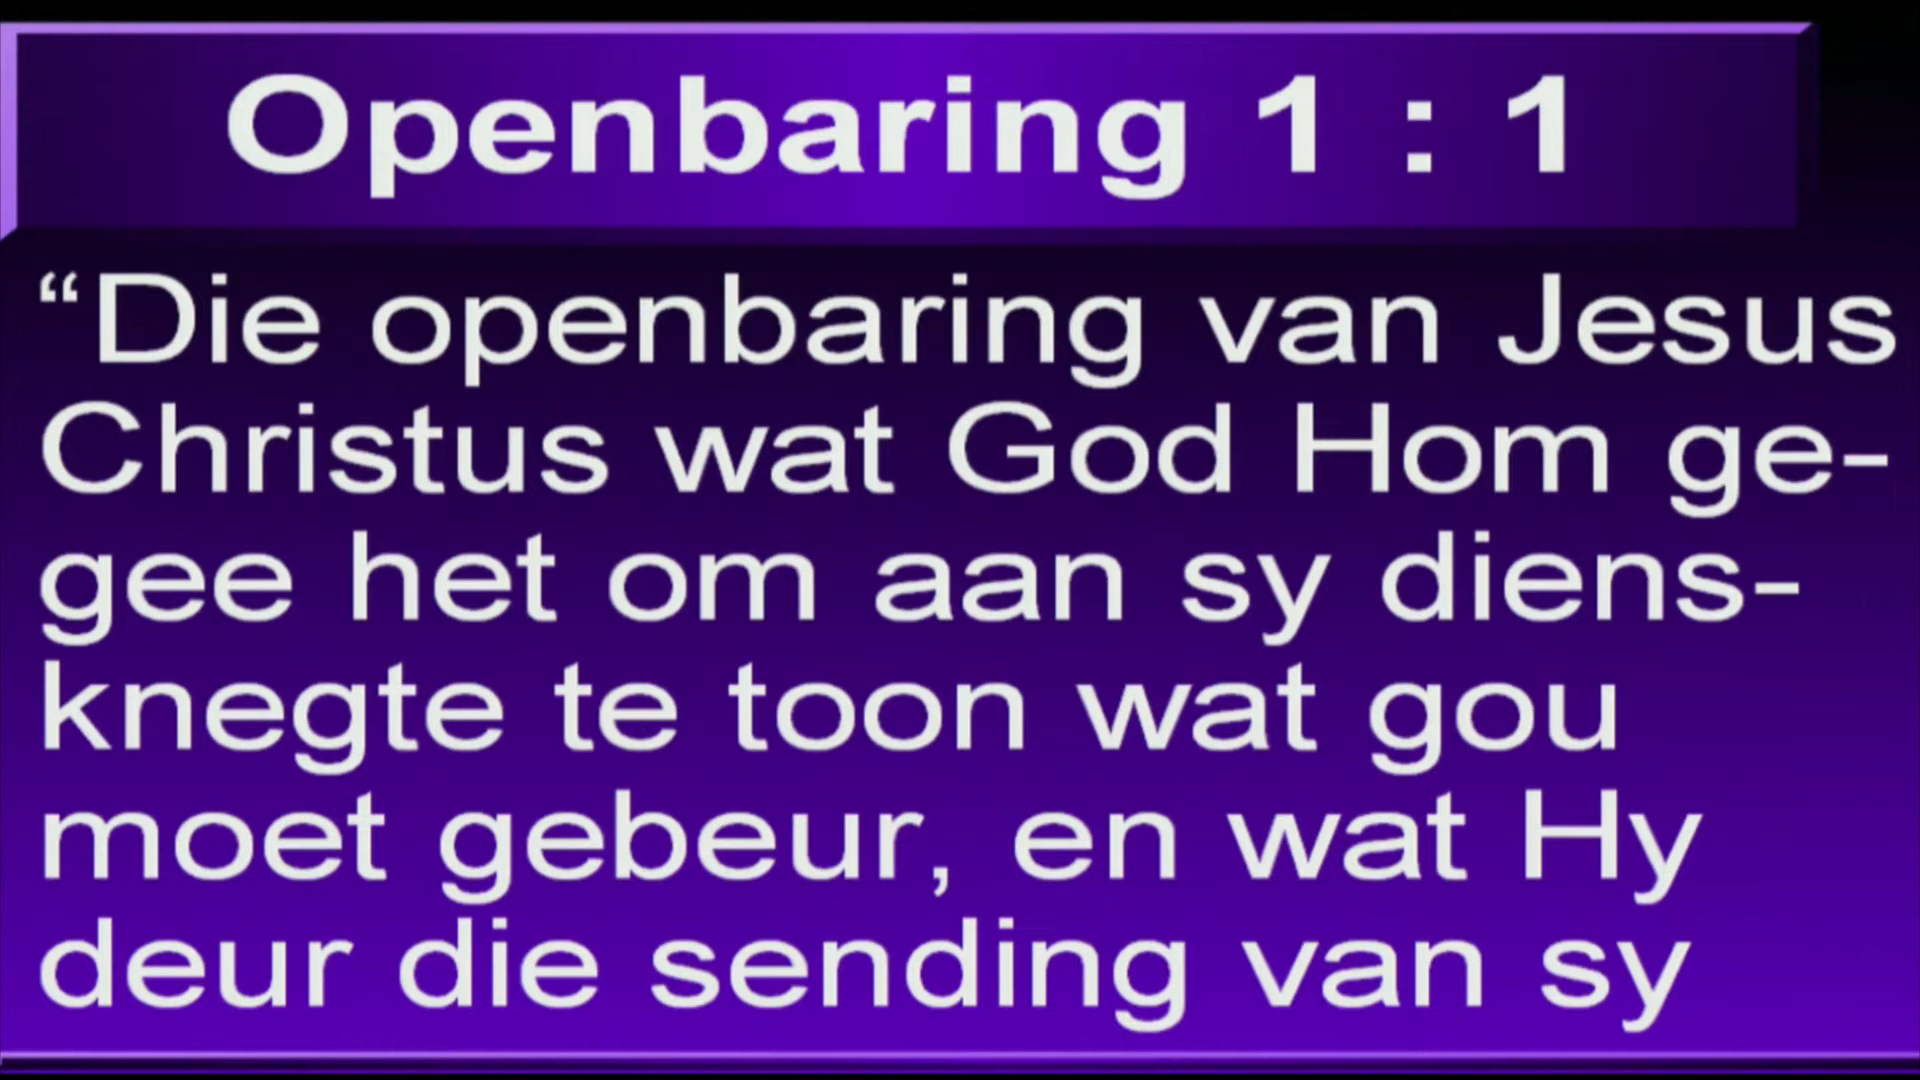 Openbaring 1 : 1
“Die openbaring van Jesus
Christus wat God Hom ge-
gee het om aan sy diens-
knegte te toon wat gou
moet gebeur, en wat Hy
deur die sending van sy